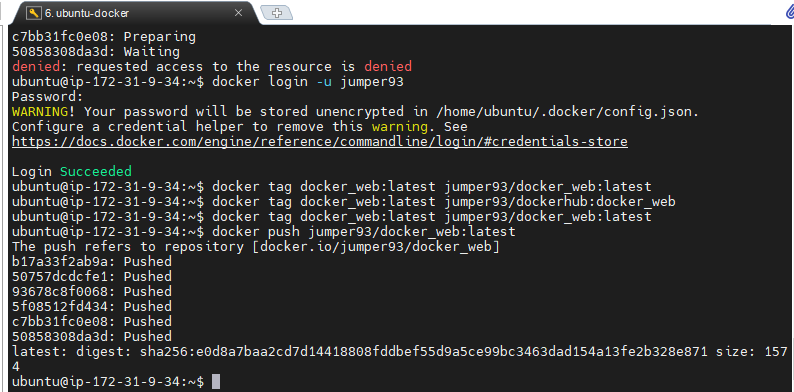 6. ubuntu-docker
c7bb31fc0e08: Preparing
50858308da3d: Waiting
denied: requested access to the resource is denied
ubuntu@ip-172-31-9-34:~$ docker login -u jumper93
Password:
WARNING! Your password will be stored unencrypted in /home/ubuntu/.docker/config.json.
Configure a credential helper to remove this warning. See
https://docs.docker.com/engine/reference/commandline/login/#credentials-store
Login Succeeded
ubuntu@ip-172-31-9-34:~$ docker tag docker_web:latest jumper93/docker_web:latest
ubuntu@ip-172-31-9-34:~$ docker tag docker_web:latest jumper93/dockerhub:docker_web
ubuntu@ip-172-31-9-34:~$ docker tag docker_web:latest jumper93/docker_web:latest
ubuntu@ip-172-31-9-34:~$ docker push jumper93/docker_web:latest
The push refers to repository [docker.io/jumper93/docker_web]
b17a33f2ab9a: Pushed
50757dcdcfe1: Pushed
93678c8f0068: Pushed
5f08512fd434: Pushed
c7bb31fc0e08: Pushed
50858308da3d: Pushed
latest: digest: sha256:e0d8a7baa2cd7d14418808fddbef55d9a5ce99bc3463dad154a13fe2b328e871 size: 157
4
ubuntu@ip-172-31-9-34:~$